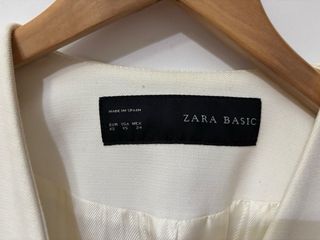 MADE IN SPAIN
ZARA BASIC
EUR USA MEX
XS XS 24